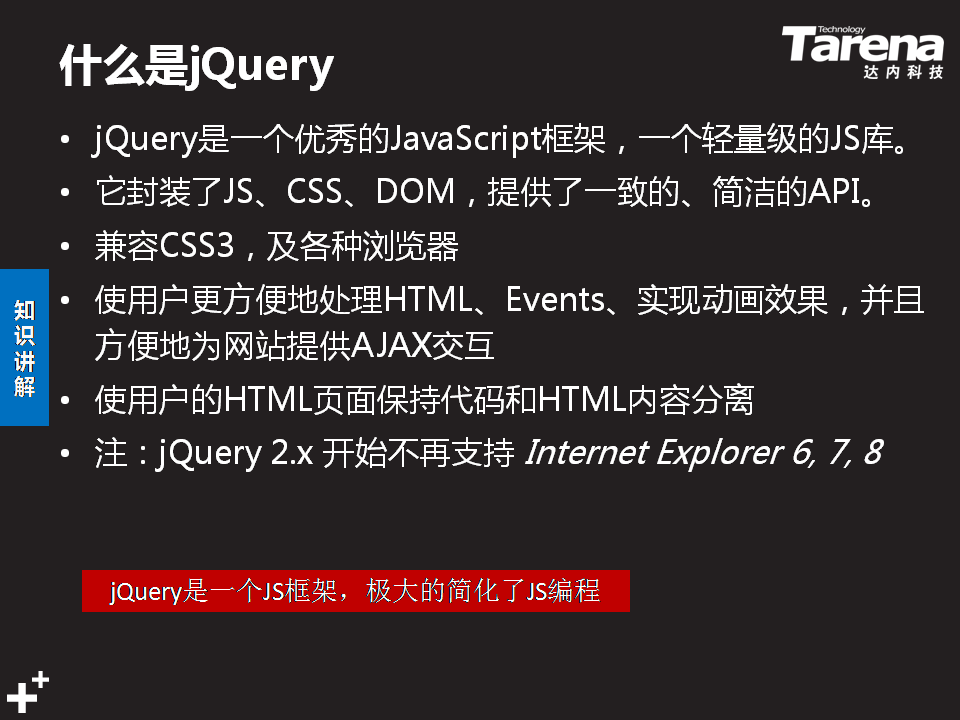 什么是jQuery
Technology
Tarena
达内科技
• jQuery是一个优秀的JavaScript框架，一个轻量级的JS库。
• 它封装了JS、CSS、DOM，提供了一致的、简洁的API。
• 兼容CSS3，及各种浏览器
• 使用户更方便地处理HTML、Events、实现动画效果，并且
方便地为网站提供AJAX交互
• 使用户的HTML页面保持代码和HTML内容分离
• 注：jQuery 2.x 开始不再支持 Internet Explorer 6, 7, 8
知识讲解
jQuery是一个JS框架，极大的简化了JS编程